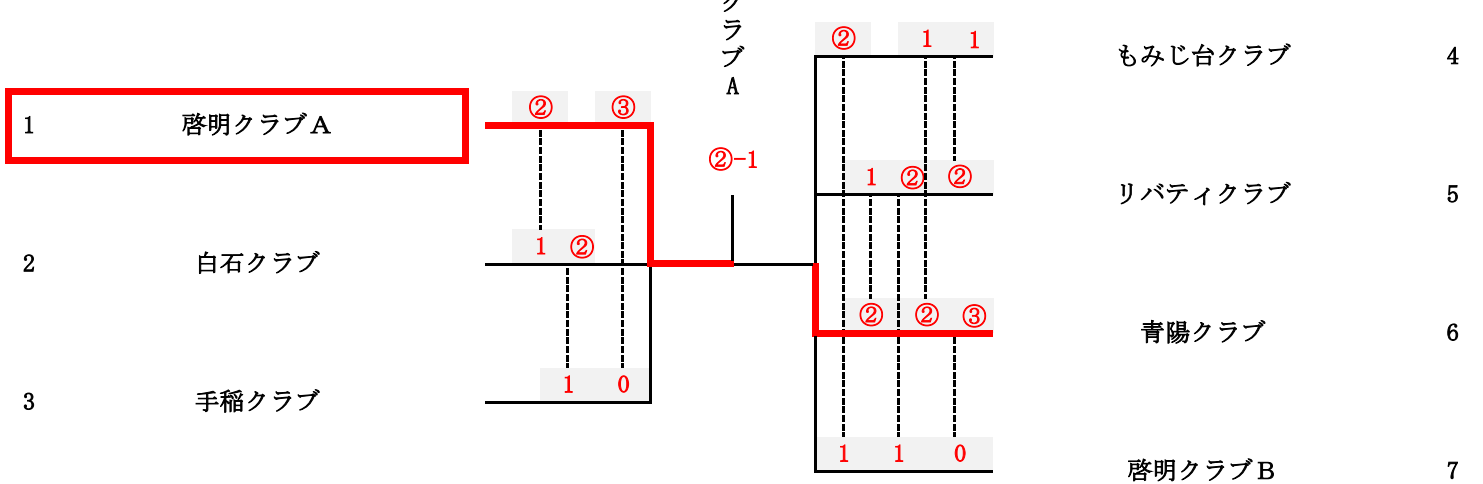 クラブA
② 1 1
もみじ台クラブ 4
② ③
1 啓明クラブA
②-1
1 ② ②
リバティクラブ 5
1 ②
2 白石クラブ
② ② ③
青陽クラブ 6
1 0
3 手稲クラブ
1 1 0
啓明クラブB 7